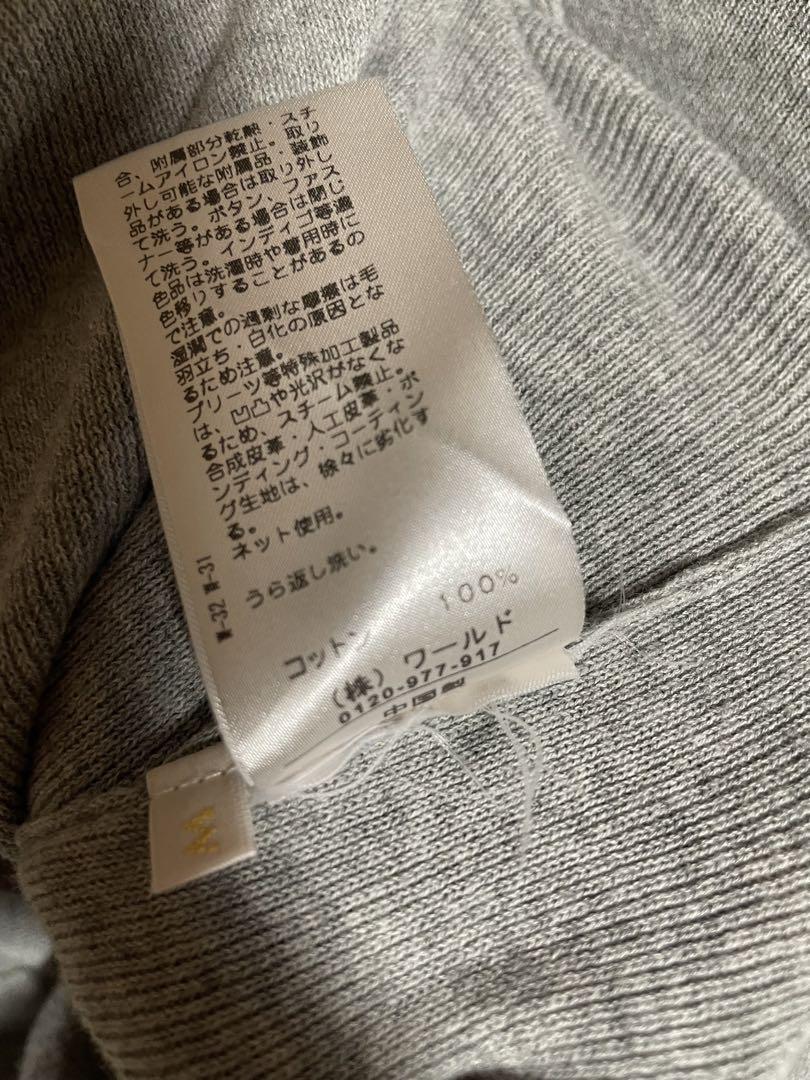 合、附属部分乾熱・スチ
ームアイロン禁止。取り
外し可能な附属品、装飾
品がある場合は取り外し
て洗う。ボタン、ファス
ナー等がある場合は閉じ
て洗う。インディゴ等濃
色品は洗濯時や着用時に
色移りすることがあるの
で注意。
湿潤での過剰な摩擦は毛
羽立ち・白化の原因とな
るため注意。
プリーツ等特殊加工製品
は、凹凸や光沢がなくな
るため、スチーム禁止。
合成皮革・人工皮革・ボ
ンディング・コーティン
グ生地は、徐々に劣化す
る。
ネット使用。
うら返し洗い。
W-32 W-31
コットン 100%
(株) ワールド
0120-977-917
中国製